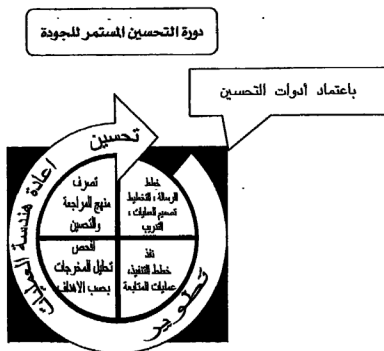 دورة التحسين المستمر للجودة
باعتماد أدوات التحسين
تحسين
اعادة هندسة العمليات
تطوير
تصرف
منهج المراجعة
والتحسين
خطط
الرسالة، التخطيط
تصميم العمليات،
التدريب
افحص
تحليل المخرجات
بحسب الاهداف
نفذ
خطط التنفيذ،
عمليات المتابعة